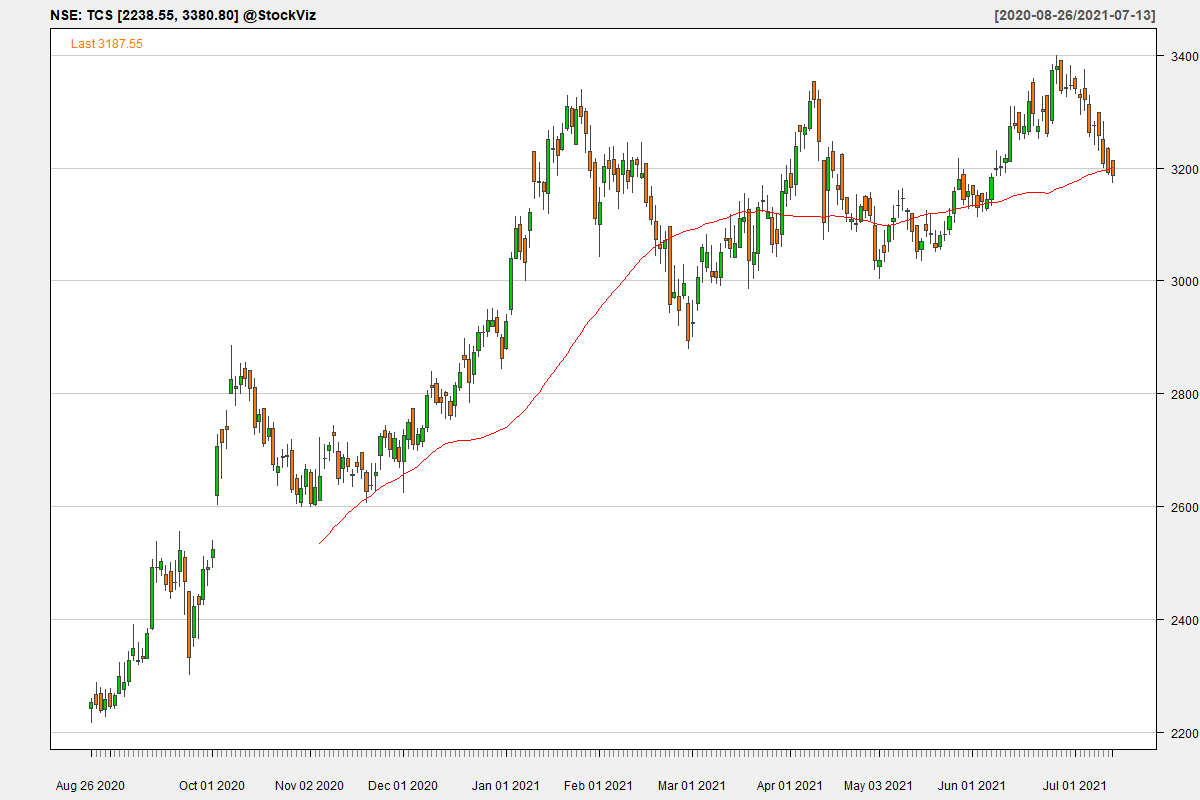 NSE: TCS [2238.55, 3380.80] @StockViz
[2020-08-26/2021-07-13]
Last 3187.55
3400
3200
3000
2800
2600
2400
2200
Aug 26 2020
Oct 01 2020
Nov 02 2020
Dec 01 2020
Jan 01 2021
Feb 01 2021
Mar 01 2021
Apr 01 2021
May 03 2021
Jun 01 2021
Jul 01 2021